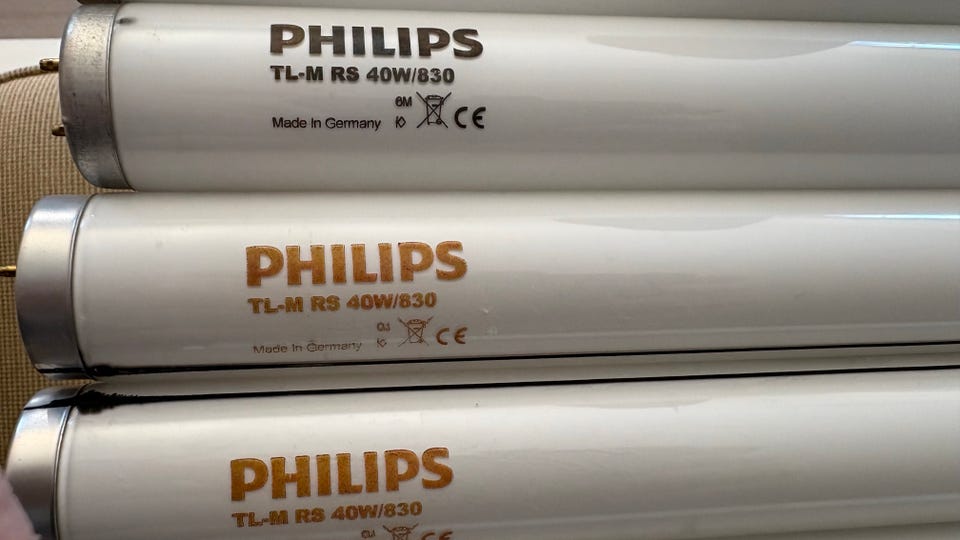 PHILIPS
TL-M RS 40W/830
6M
Made In Germany CE
PHILIPS
TL-M RS 40W/830
Made In Germany CE
PHILIPS
TL-M RS 40W/830
CE